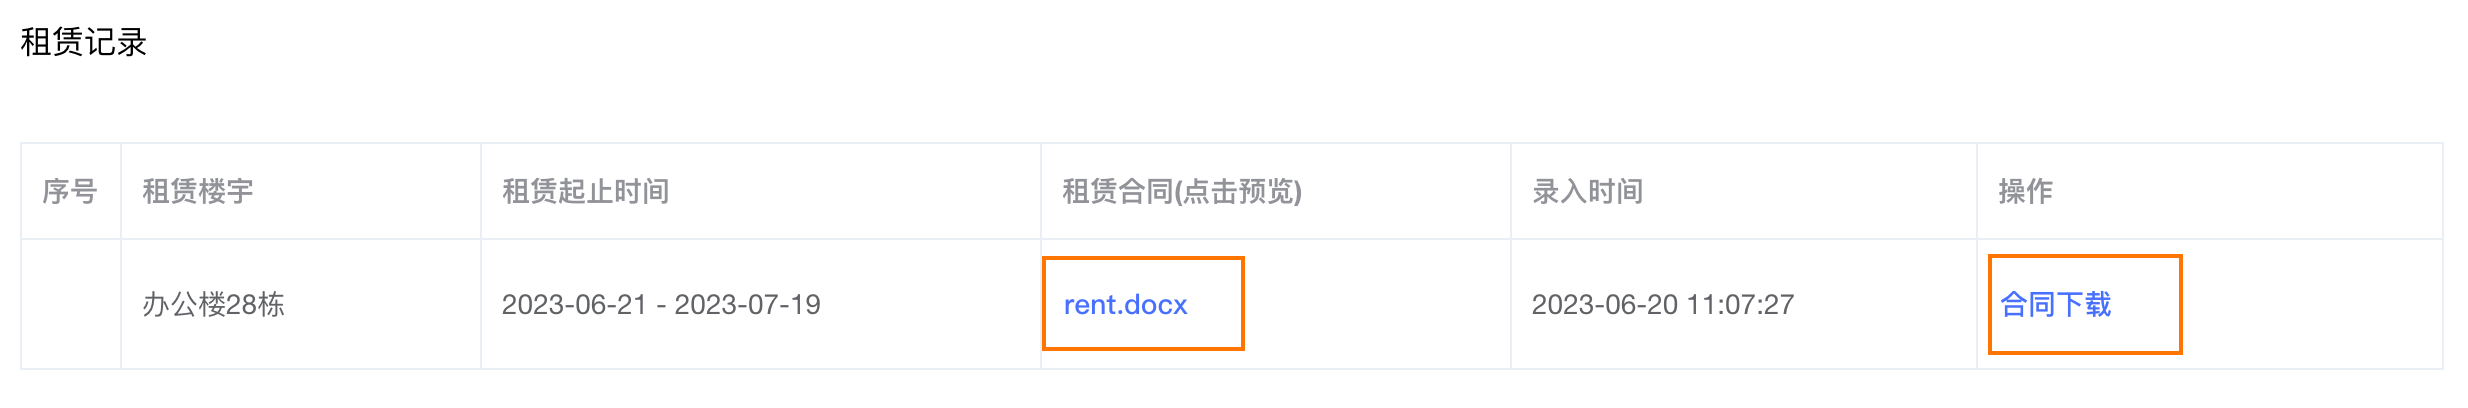 租赁记录
序号 租赁楼宇 租赁起止时间 租赁合同(点击预览) 录入时间 操作
办公楼28栋 2023-06-21 - 2023-07-19 rent.docx 2023-06-20 11:07:27 合同下载